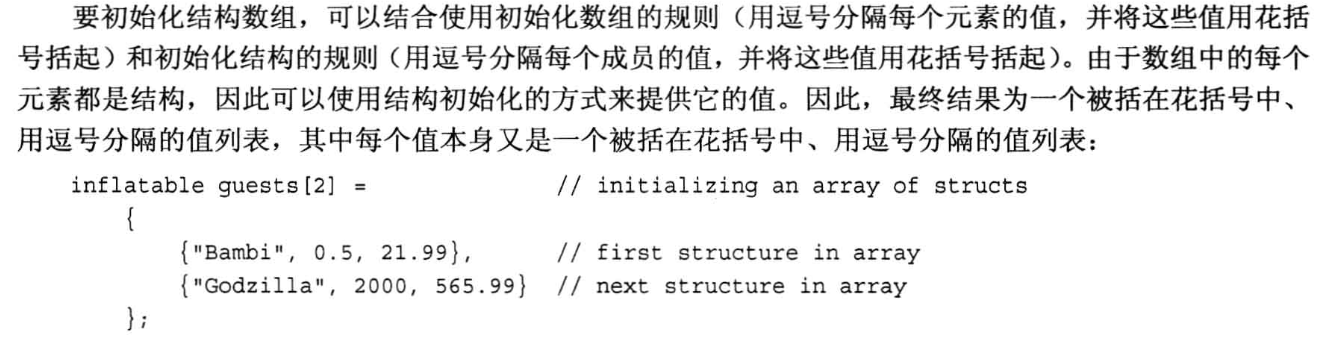 要初始化结构数组，可以结合使用初始化数组的规则（用逗号分隔每个元素的值，并将这些值用花括
号括起）和初始化结构的规则（用逗号分隔每个成员的值，并将这些值用花括号括起）。由于数组中的每个
元素都是结构，因此可以使用结构初始化的方式来提供它的值。因此，最终结果为一个被括在花括号中、
用逗号分隔的值列表，其中每个值本身又是一个被括在花括号中、用逗号分隔的值列表：
inflatable guests[2] = // initializing an array of structs
{
{"Bambi", 0.5, 21.99}, // first structure in array
{"Godzilla", 2000, 565.99} // next structure in array
};